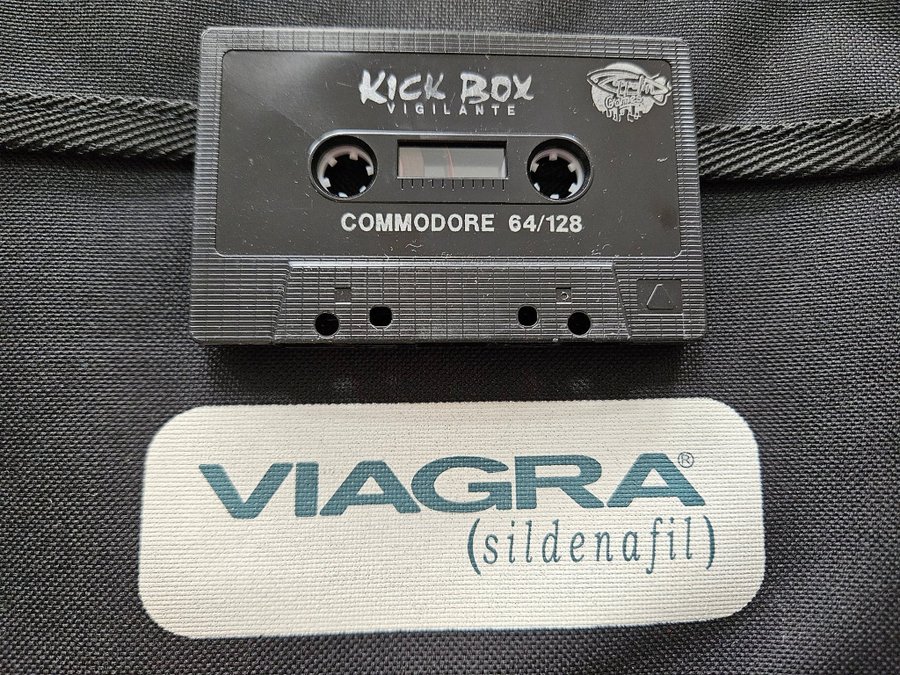 KICK BOX
VIGILANTE
COMMODORE 64/128
VIAGRA®
(sildenafil)